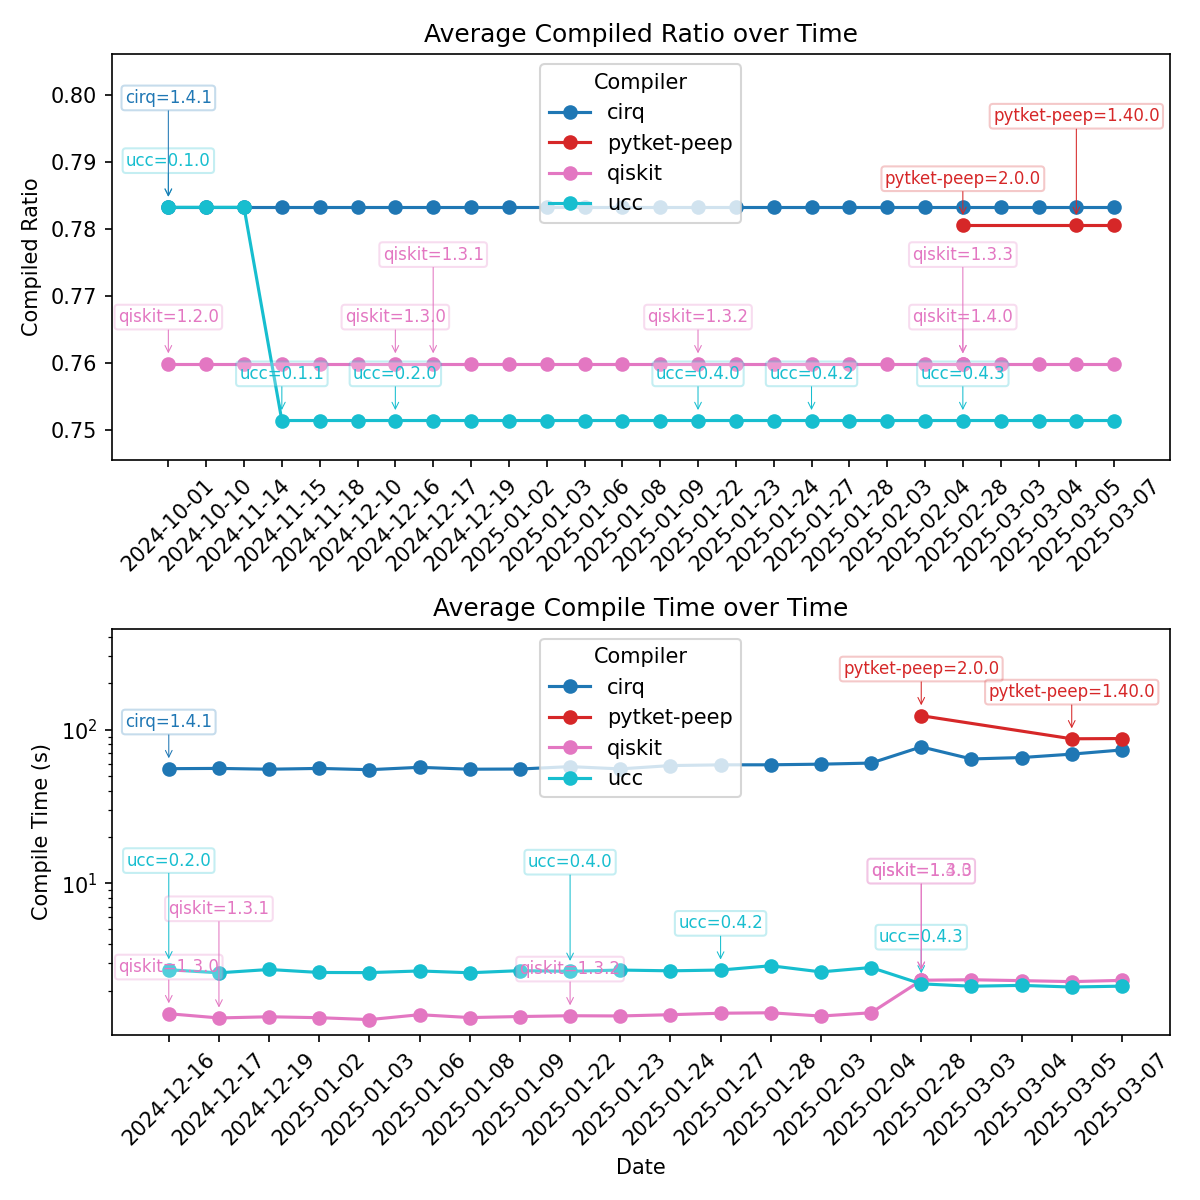 Average Compiled Ratio over Time
Compiled Ratio
0.80
0.79
0.78
0.77
0.76
0.75
Compiler
cirq
pytket-peep
qiskit
ucc
cirq=1.4.1
ucc=0.1.0
pytket-peep=1.40.0
pytket-peep=2.0.0
qiskit=1.3.1
qiskit=1.3.3
qiskit=1.2.0
qiskit=1.3.0
qiskit=1.3.2
qiskit=1.4.0
ucc=0.1.1
ucc=0.2.0
ucc=0.4.0
ucc=0.4.2
ucc=0.4.3
2024-10-01
2024-10-10
2024-11-14
2024-11-15
2024-11-18
2024-12-10
2024-12-16
2024-12-17
2024-12-19
2025-01-02
2025-01-03
2025-01-06
2025-01-08
2025-01-09
2025-01-22
2025-01-23
2025-01-24
2025-01-27
2025-01-28
2025-02-03
2025-02-04
2025-02-28
2025-03-03
2025-03-04
2025-03-05
2025-03-07
Average Compile Time over Time
Compile Time (s)
10²
10¹
Compiler
cirq
pytket-peep
qiskit
ucc
pytket-peep=2.0.0
pytket-peep=1.40.0
cirq=1.4.1
ucc=0.2.0
ucc=0.4.0
qiskit=1.3.1
ucc=0.4.2
ucc=0.4.3
qiskit=1.3.0
qiskit=1.3.2
2024-12-16
2024-12-17
2024-12-19
2025-01-02
2025-01-03
2025-01-06
2025-01-08
2025-01-09
2025-01-22
2025-01-23
2025-01-24
2025-01-27
2025-01-28
2025-02-03
2025-02-04
2025-02-28
2025-03-03
2025-03-04
2025-03-05
2025-03-07
Date